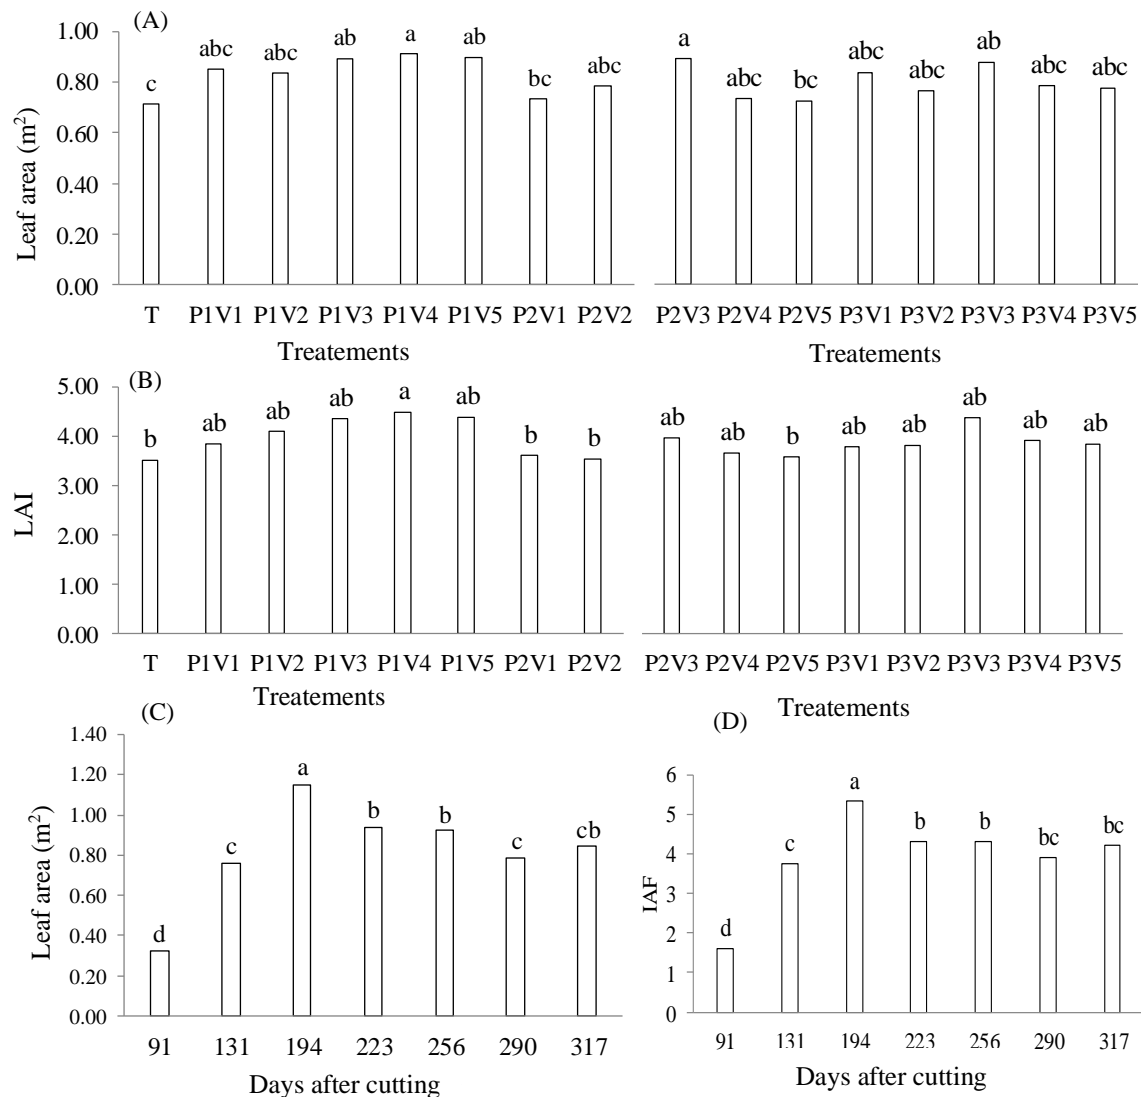 (A)
1.00
0.80
0.60
0.40
0.20
0.00
Leaf area (m²)
c abc abc ab a ab bc abc
a abc bc abc abc ab abc abc
T P1V1 P1V2 P1V3 P1V4 P1V5 P2V1 P2V2
P2V3 P2V4 P2V5 P3V1 P3V2 P3V3 P3V4 P3V5
Treatements
Treatements
(B)
5.00
4.00
3.00
2.00
1.00
0.00
LAI
b ab ab ab a ab b b
ab ab b ab ab ab ab ab
T P1V1 P1V2 P1V3 P1V4 P1V5 P2V1 P2V2
P2V3 P2V4 P2V5 P3V1 P3V2 P3V3 P3V4 P3V5
Treatements
Treatements
(C)
1.40
1.20
1.00
0.80
0.60
0.40
0.20
0.00
Leaf area (m²)
d c a b b c cb
91 131 194 223 256 290 317
Days after cutting
(D)
6
5
4
3
2
1
0
IAF
d c a b b bc bc
91 131 194 223 256 290 317
Days after cutting